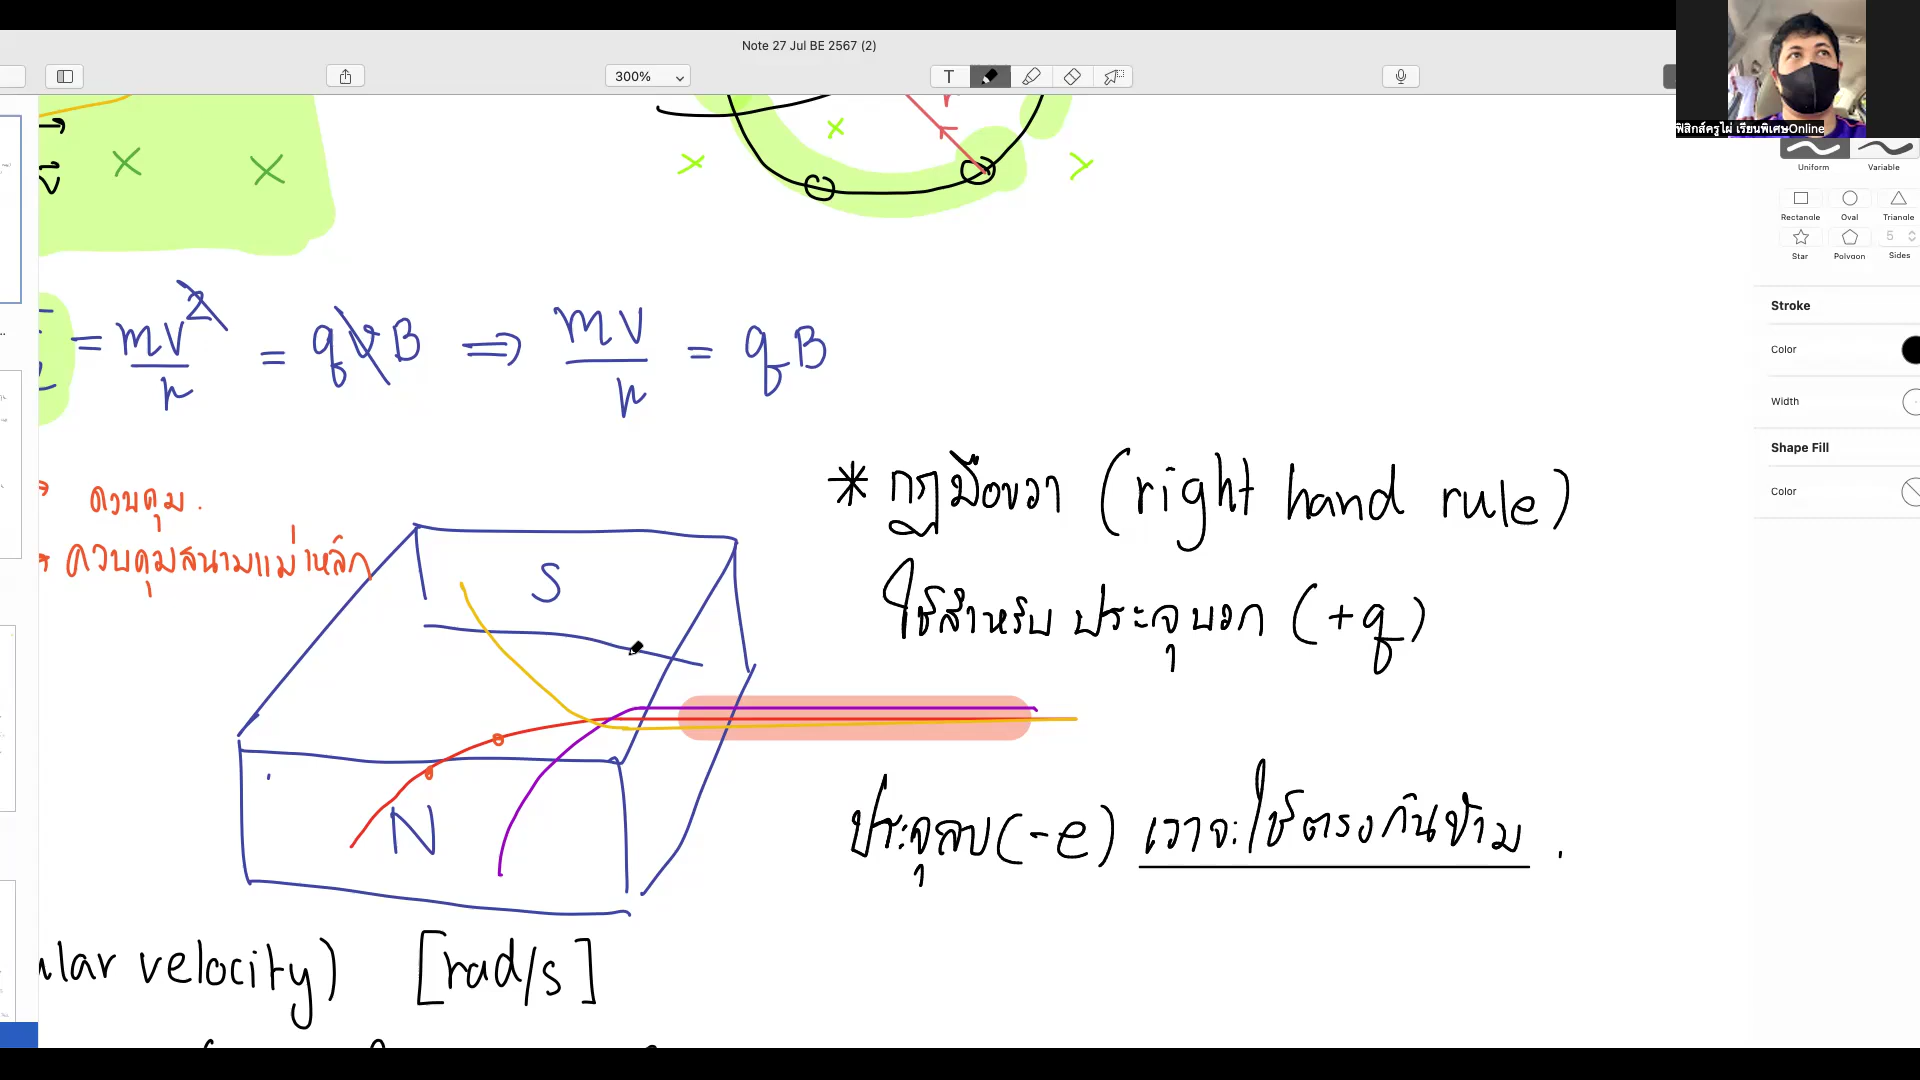 Note 27 Jul BE 2567 (2)
300%
T
ฟิสิกส์ครูไผ่ เรียนพิเศษOnline
Uniform Variable
Rectangle Oval Triangle
5
Star Polygon Sides
Stroke
Color
Width
Shape Fill
Color
v
= mv²/r = qvB ⇒ mv/r = qB
* กฎมือขวา (right hand rule)
ควบคุม.
ควบคุมสนามแม่เหล็ก
S
ใช้สำหรับ ประจุบวก (+q)
N
ประจุลบ (-e) เราจะใช้ตรงกันข้าม.
ular velocity) [rad/s]